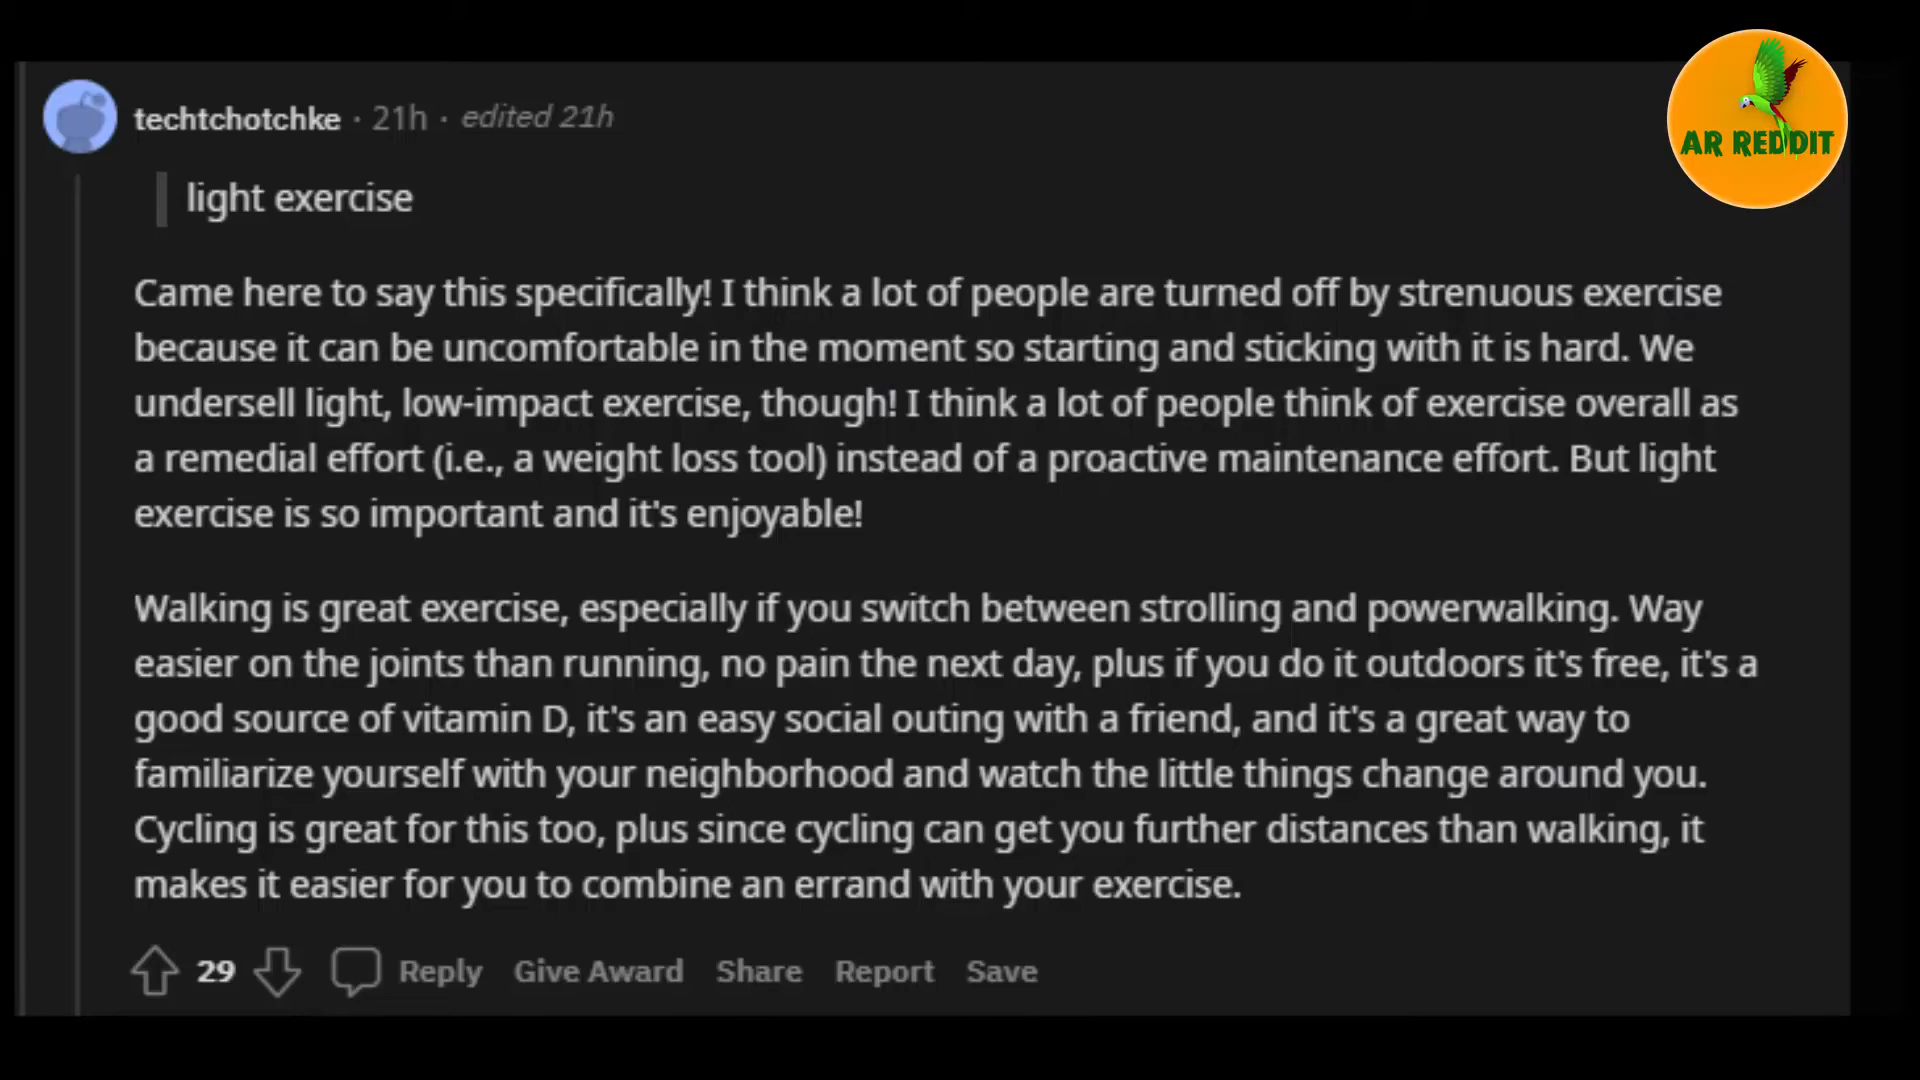 AR REDDIT
techtchotchke · 21h · edited 21h
light exercise
Came here to say this specifically! I think a lot of people are turned off by strenuous exercise
because it can be uncomfortable in the moment so starting and sticking with it is hard. We
undersell light, low-impact exercise, though! I think a lot of people think of exercise overall as
a remedial effort (i.e., a weight loss tool) instead of a proactive maintenance effort. But light
exercise is so important and it's enjoyable!
Walking is great exercise, especially if you switch between strolling and powerwalking. Way
easier on the joints than running, no pain the next day, plus if you do it outdoors it's free, it's a
good source of vitamin D, it's an easy social outing with a friend, and it's a great way to
familiarize yourself with your neighborhood and watch the little things change around you.
Cycling is great for this too, plus since cycling can get you further distances than walking, it
makes it easier for you to combine an errand with your exercise.
29 Reply Give Award Share Report Save